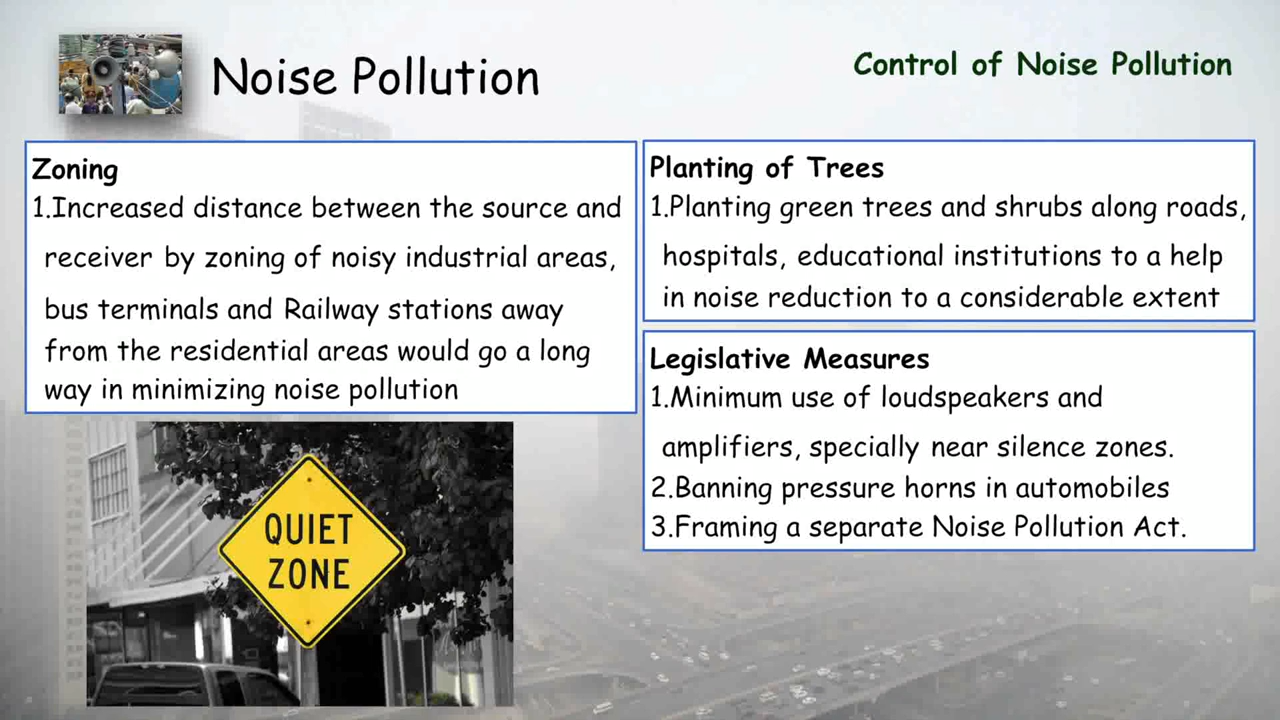 Noise Pollution
Control of Noise Pollution
Zoning
1.Increased distance between the source and
receiver by zoning of noisy industrial areas,
bus terminals and Railway stations away
from the residential areas would go a long
way in minimizing noise pollution
Planting of Trees
1.Planting green trees and shrubs along roads,
hospitals, educational institutions to a help
in noise reduction to a considerable extent
Legislative Measures
1.Minimum use of loudspeakers and
amplifiers, specially near silence zones.
2.Banning pressure horns in automobiles
3.Framing a separate Noise Pollution Act.
QUIET
ZONE